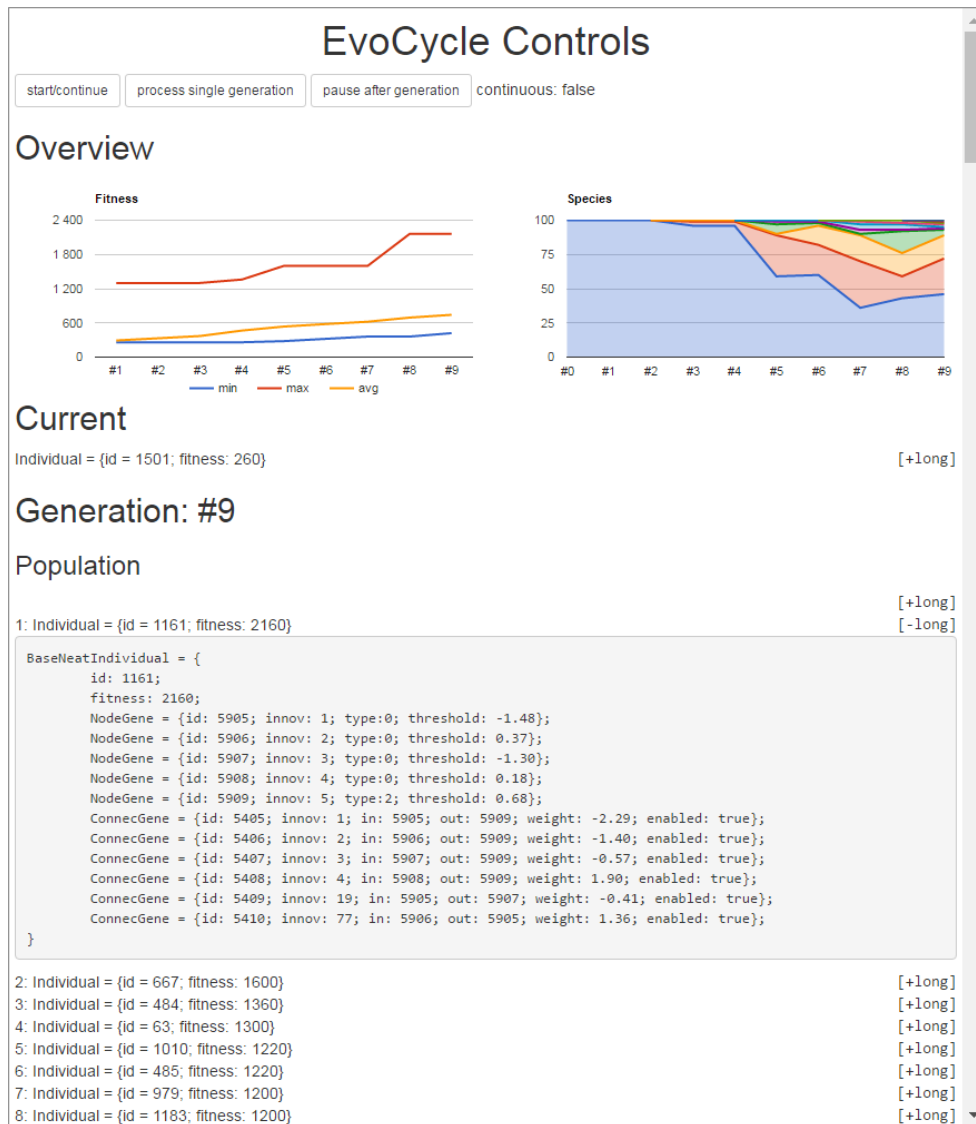 EvoCycle Controls
start/continue process single generation pause after generation continuous: false
Overview
Fitness
2 400
1 800
1 200
600
0
#1 #2 #3 #4 #5 #6 #7 #8 #9
min max avg
Species
100
75
50
25
0
#0 #1 #2 #3 #4 #5 #6 #7 #8 #9
Current
Individual = {id = 1501; fitness: 260} [+long]
Generation: #9
Population
[+long]
1: Individual = {id = 1161; fitness: 2160} [-long]
BaseNeatIndividual = {
id: 1161;
fitness: 2160;
NodeGene = {id: 5905; innov: 1; type:0; threshold: -1.48};
NodeGene = {id: 5906; innov: 2; type:0; threshold: 0.37};
NodeGene = {id: 5907; innov: 3; type:0; threshold: -1.30};
NodeGene = {id: 5908; innov: 4; type:0; threshold: 0.18};
NodeGene = {id: 5909; innov: 5; type:2; threshold: 0.68};
ConnecGene = {id: 5405; innov: 1; in: 5905; out: 5909; weight: -2.29; enabled: true};
ConnecGene = {id: 5406; innov: 2; in: 5906; out: 5909; weight: -1.40; enabled: true};
ConnecGene = {id: 5407; innov: 3; in: 5907; out: 5909; weight: -0.57; enabled: true};
ConnecGene = {id: 5408; innov: 4; in: 5908; out: 5909; weight: 1.90; enabled: true};
ConnecGene = {id: 5409; innov: 19; in: 5905; out: 5907; weight: -0.41; enabled: true};
ConnecGene = {id: 5410; innov: 77; in: 5906; out: 5905; weight: 1.36; enabled: true};
}
2: Individual = {id = 667; fitness: 1600} [+long]
3: Individual = {id = 484; fitness: 1360} [+long]
4: Individual = {id = 63; fitness: 1300} [+long]
5: Individual = {id = 1010; fitness: 1220} [+long]
6: Individual = {id = 485; fitness: 1220} [+long]
7: Individual = {id = 979; fitness: 1200} [+long]
8: Individual = {id = 1183; fitness: 1200} [+long]